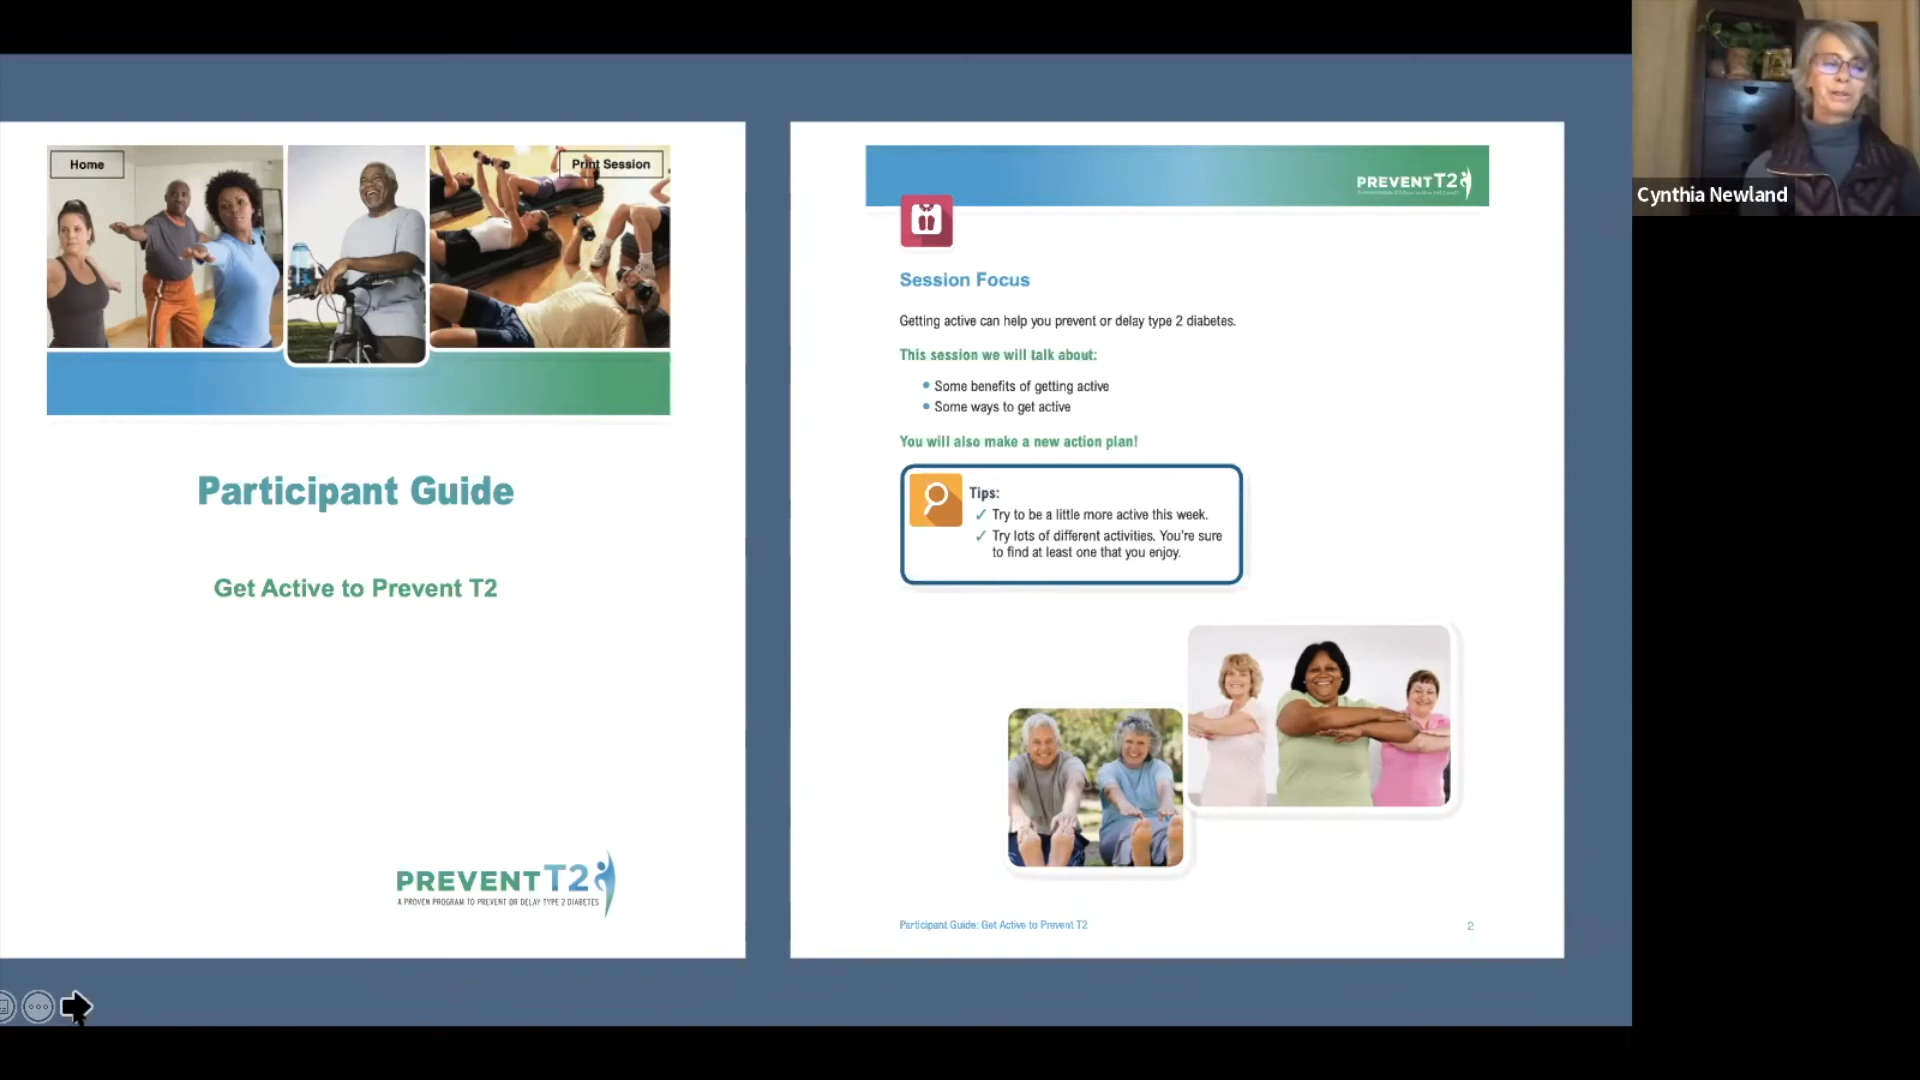 Home
Print Session
Participant Guide
Get Active to Prevent T2
PREVENT T2
A PROVEN PROGRAM TO PREVENT OR DELAY TYPE 2 DIABETES
PREVENT T2
Session Focus
Getting active can help you prevent or delay type 2 diabetes.
This session we will talk about:
• Some benefits of getting active
• Some ways to get active
You will also make a new action plan!
Tips:
✓ Try to be a little more active this week.
✓ Try lots of different activities. You're sure
to find at least one that you enjoy.
Participant Guide: Get Active to Prevent T2
2
Cynthia Newland